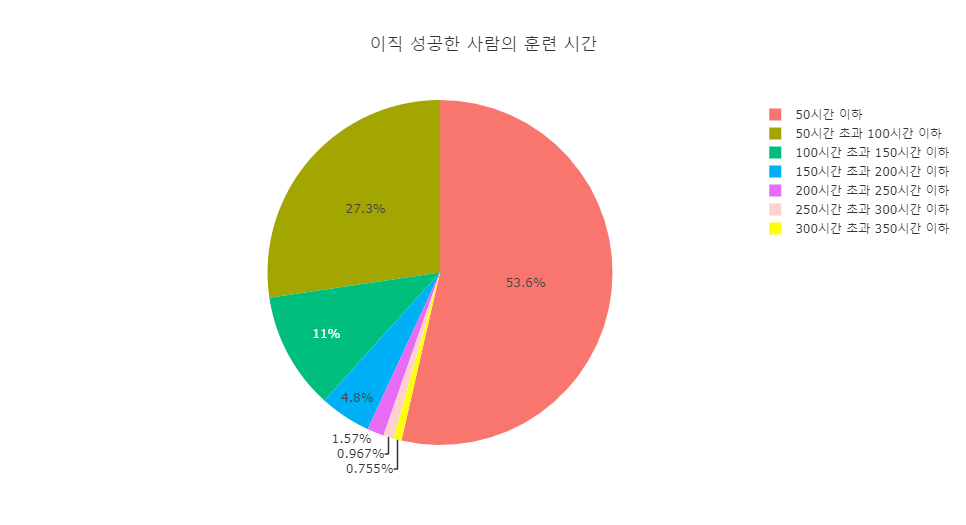 이직 성공한 사람의 훈련 시간
50시간 이하
50시간 초과 100시간 이하
100시간 초과 150시간 이하
150시간 초과 200시간 이하
200시간 초과 250시간 이하
250시간 초과 300시간 이하
300시간 초과 350시간 이하
27.3%
53.6%
11%
4.8%
1.57%
0.967%
0.755%